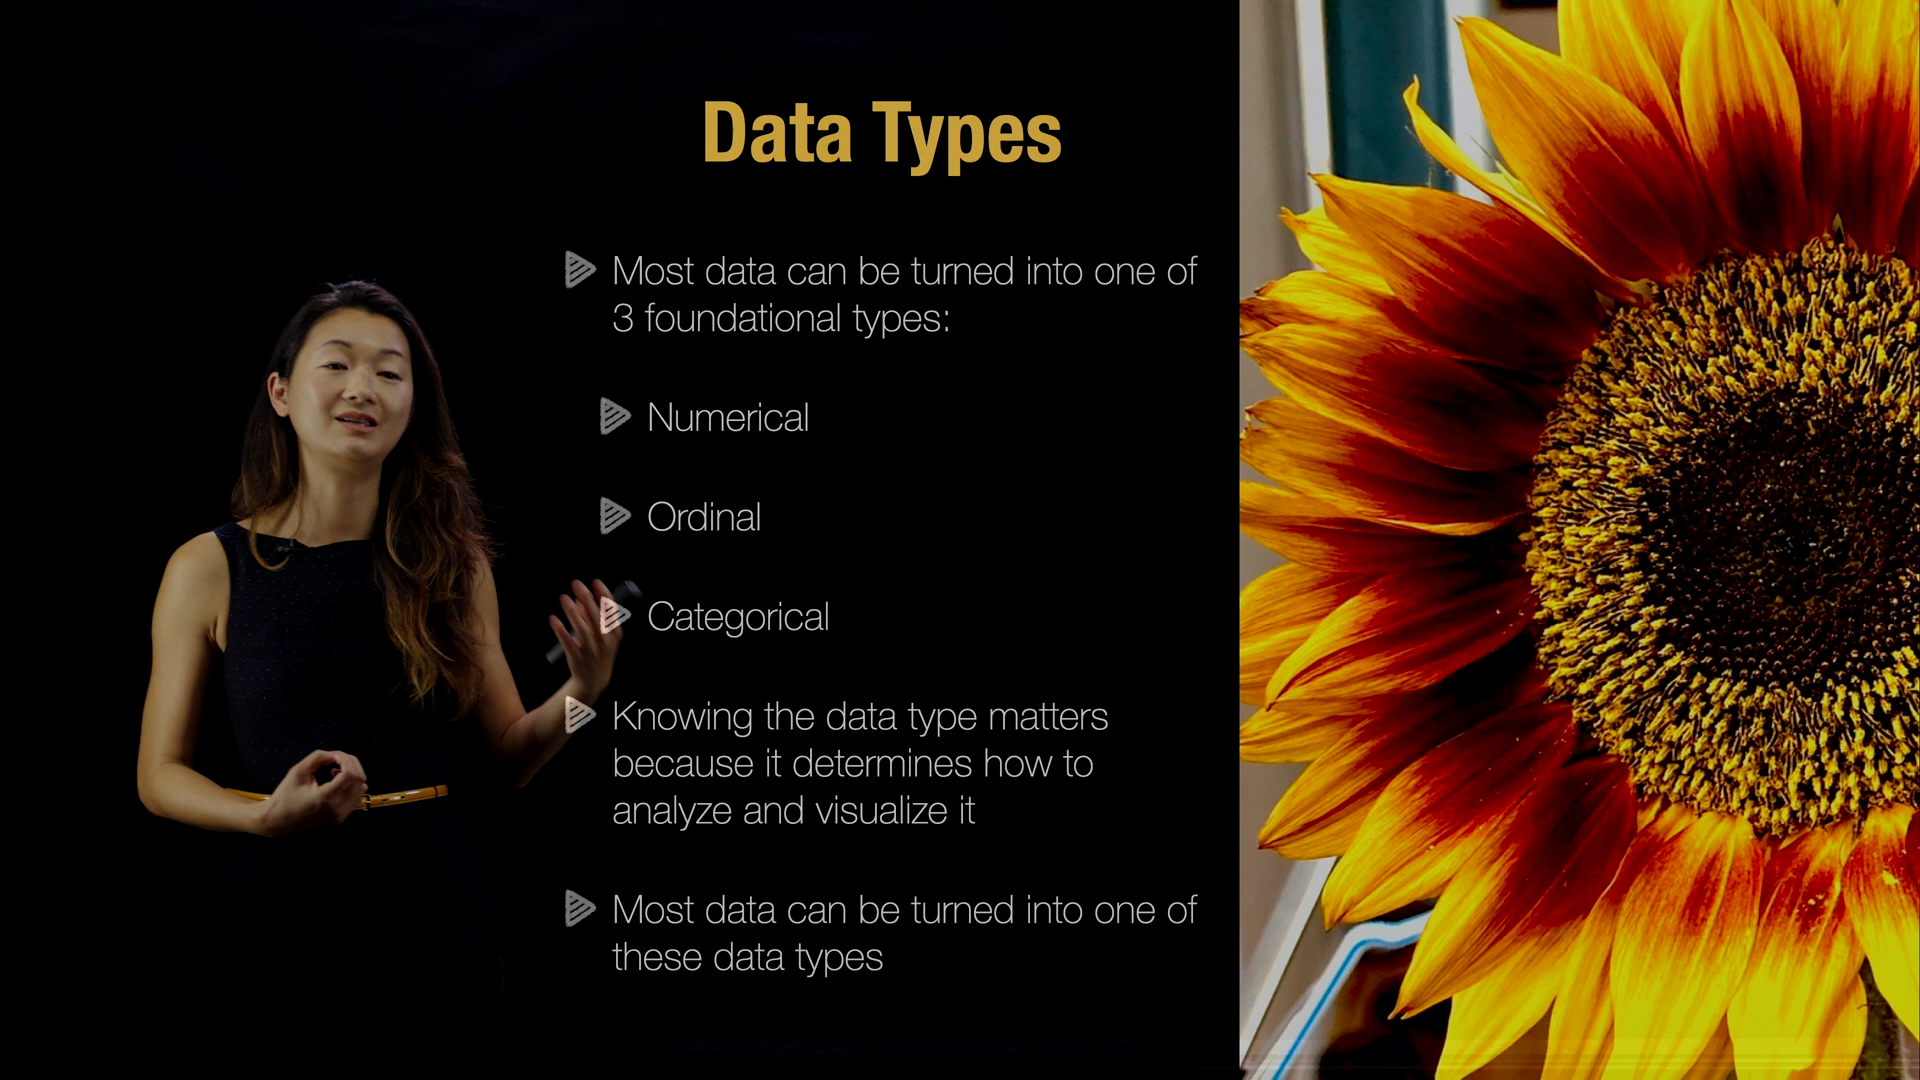 Data Types
Most data can be turned into one of
3 foundational types:
Numerical
Ordinal
Categorical
Knowing the data type matters
because it determines how to
analyze and visualize it
Most data can be turned into one of
these data types